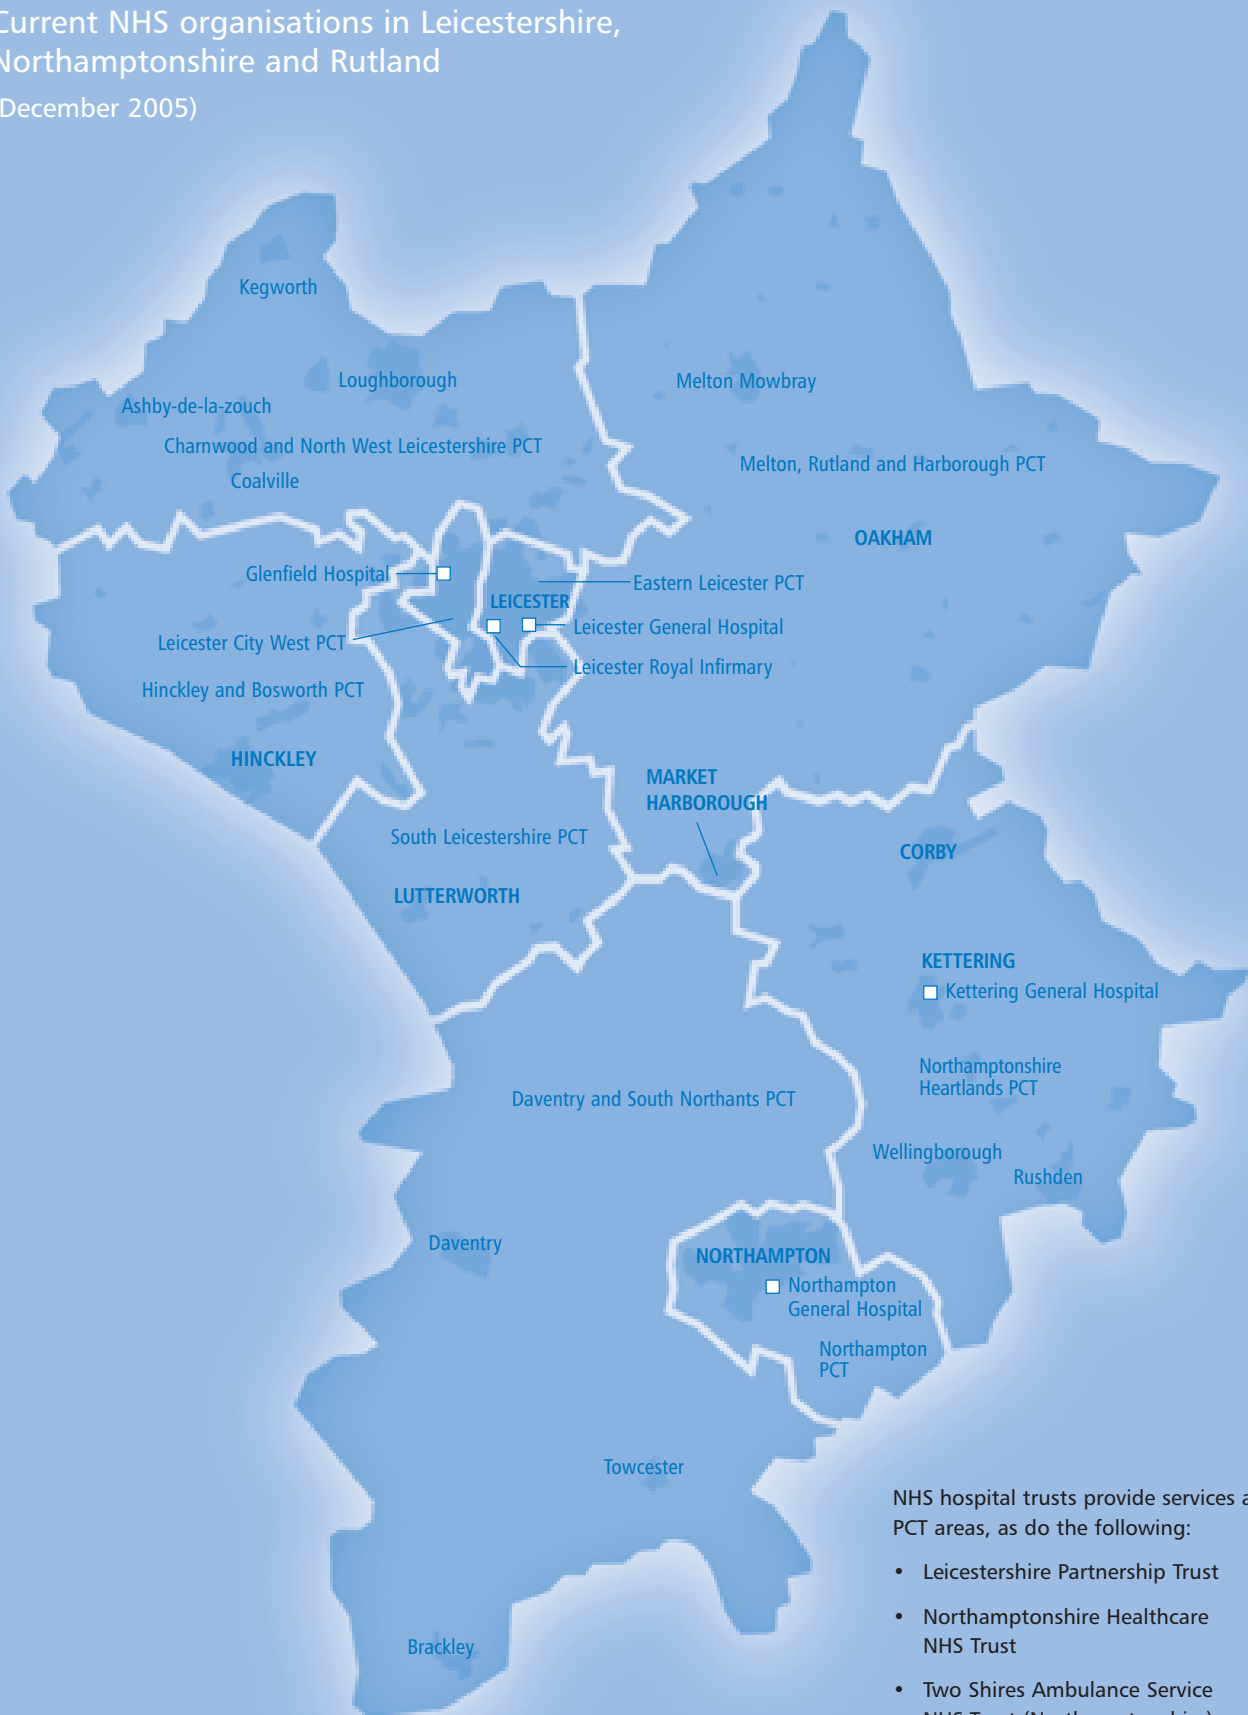 Current NHS organisations in Leicestershire,
Northamptonshire and Rutland
(December 2005)
Kegworth
Loughborough
Melton Mowbray
Ashby-de-la-zouch
Charnwood and North West Leicestershire PCT
Melton, Rutland and Harborough PCT
Coalville
OAKHAM
Glenfield Hospital
Eastern Leicester PCT
LEICESTER
Leicester General Hospital
Leicester City West PCT
Leicester Royal Infirmary
Hinckley and Bosworth PCT
HINCKLEY
MARKET
HARBOROUGH
South Leicestershire PCT
CORBY
LUTTERWORTH
KETTERING
Kettering General Hospital
Northamptonshire
Heartlands PCT
Daventry and South Northants PCT
Wellingborough
Rushden
Daventry
NORTHAMPTON
Northampton
General Hospital
Northampton
PCT
Towcester
NHS hospital trusts provide services
PCT areas, as do the following:
• Leicestershire Partnership Trust
• Northamptonshire Healthcare
NHS Trust
Brackley
• Two Shires Ambulance Service
NHS Trust (Northamptonshire)